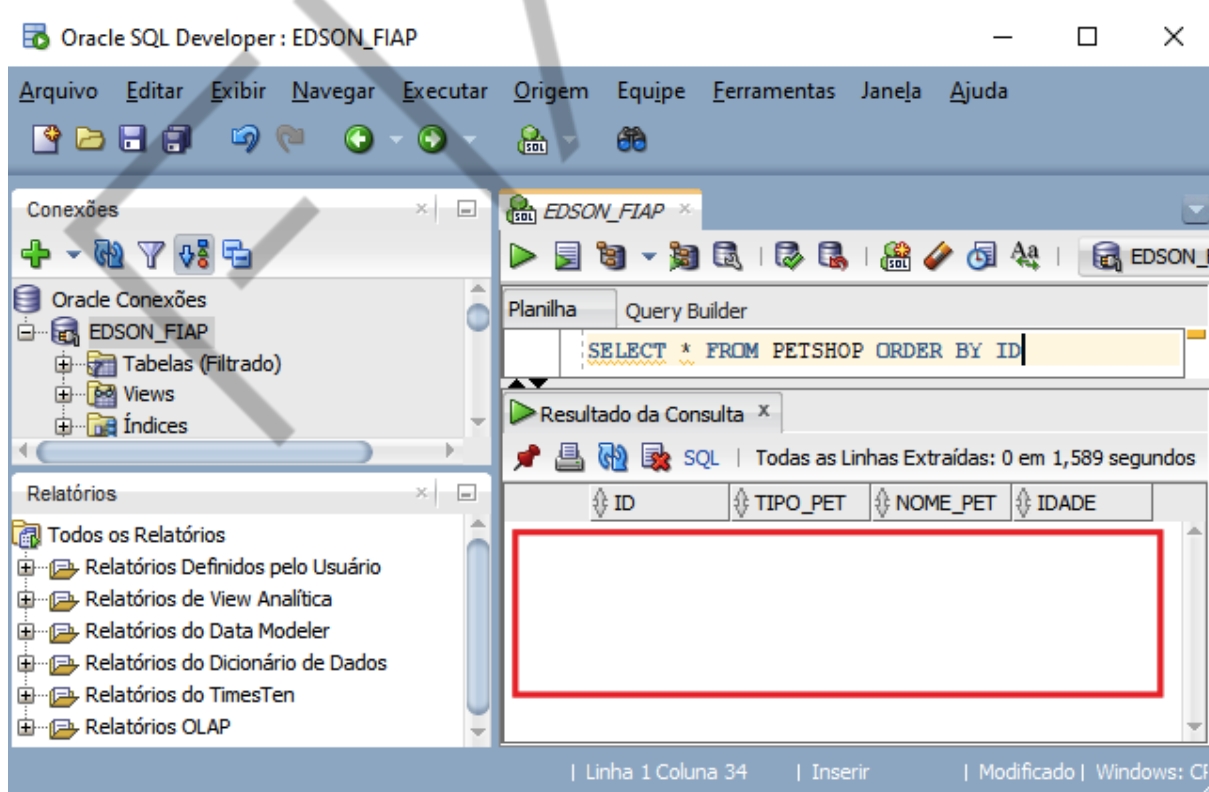 Oracle SQL Developer : EDSON_FIAP
Arquivo Editar Exibir Navegar Executar Origem Equipe Ferramentas Janela Ajuda
Conexões
Oracle Conexões
EDSON_FIAP
Tabelas (Filtrado)
Views
Índices
Relatórios
Todos os Relatórios
Relatórios Definidos pelo Usuário
Relatórios de View Analítica
Relatórios do Data Modeler
Relatórios do Dicionário de Dados
Relatórios do TimesTen
Relatórios OLAP
EDSON_FIAP
EDSON_
Planilha Query Builder
SELECT * FROM PETSHOP ORDER BY ID
Resultado da Consulta
SQL | Todas as Linhas Extraídas: 0 em 1,589 segundos
ID TIPO_PET NOME_PET IDADE
| Linha 1 Coluna 34 | Inserir | Modificado | Windows: